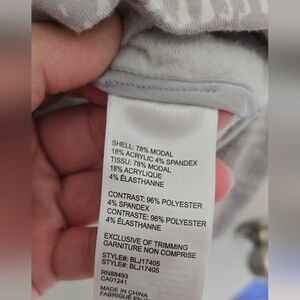 SHELL: 78% MODAL
18% ACRYLIC 4% SPANDEX
TISSU: 78% MODAL
18% ACRYLIQUE
4% ÉLASTHANNE
CONTRAST: 96% POLYESTER
4% SPANDEX
CONTRASTE: 96% POLYESTER
4% ÉLASTHANNE
EXCLUSIVE OF TRIMMING
GARNITURE NON COMPRISE
STYLE#: BLJ17405
STYLE#: BLJ17405
RN88493
CA01241
MADE IN CHINA
FABRIQUÉ EN